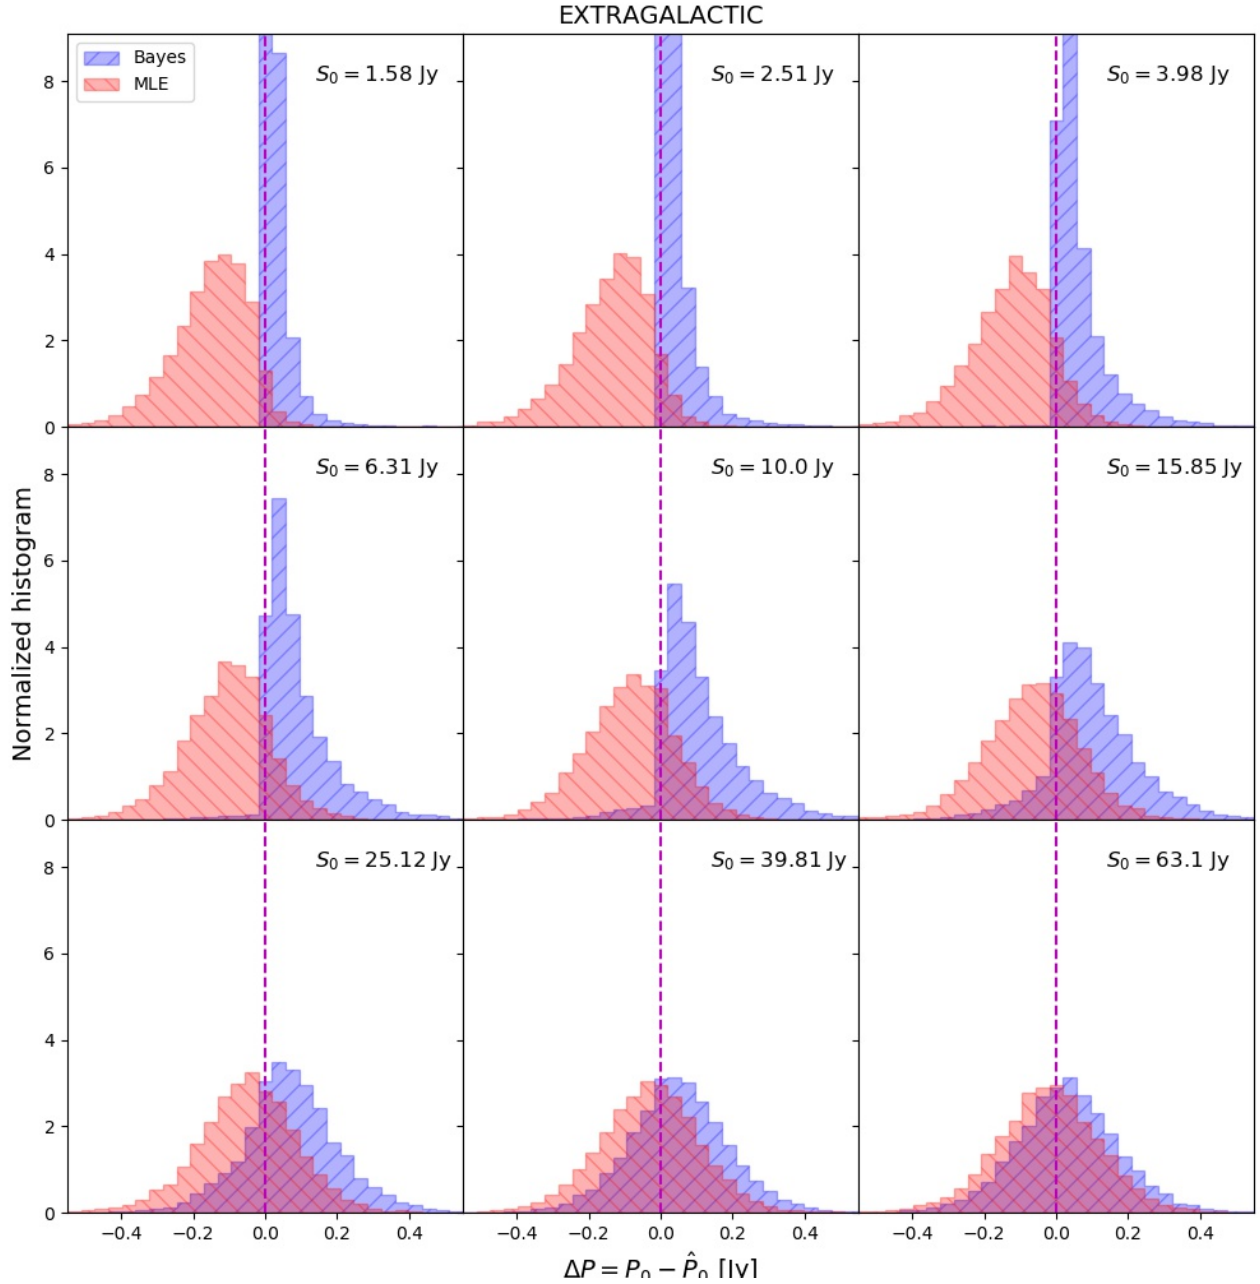 EXTRAGALACTIC
Bayes
MLE
S₀ = 1.58 Jy
S₀ = 2.51 Jy
S₀ = 3.98 Jy
8
6
4
2
0
S₀ = 6.31 Jy
S₀ = 10.0 Jy
S₀ = 15.85 Jy
8
6
4
2
0
Normalized histogram
S₀ = 25.12 Jy
S₀ = 39.81 Jy
S₀ = 63.1 Jy
8
6
4
2
0
−0.4 −0.2 0.0 0.2 0.4 −0.4 −0.2 0.0 0.2 0.4 −0.4 −0.2 0.0 0.2 0.4
ΔP = P₀ − P̂₀ [Jy]